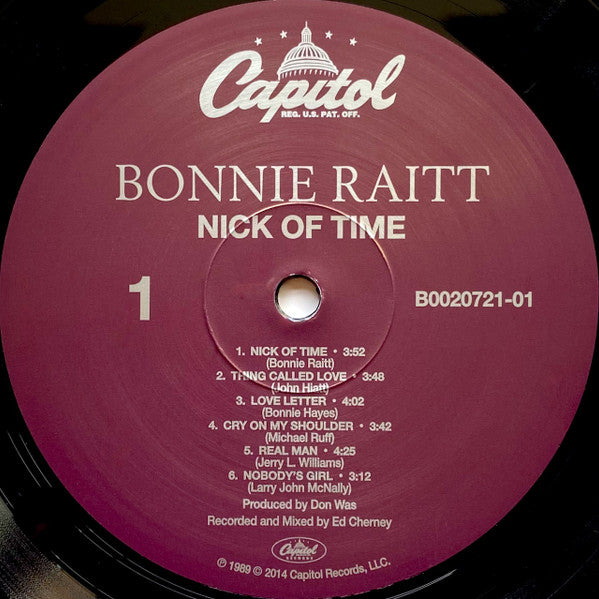 Capitol
REG. U.S. PAT. OFF.
BONNIE RAITT
NICK OF TIME
1
B0020721-01
1. NICK OF TIME • 3:52
(Bonnie Raitt)
2. THING CALLED LOVE • 3:48
(John Hiatt)
3. LOVE LETTER • 4:02
(Bonnie Hayes)
4. CRY ON MY SHOULDER • 3:42
(Michael Ruff)
5. REAL MAN • 4:25
(Jerry L. Williams)
6. NOBODY'S GIRL • 3:12
(Larry John McNally)
Produced by Don Was
Recorded and Mixed by Ed Cherney
Capitol
RECORDS
℗ 1989 © 2014 Capitol Records, LLC.